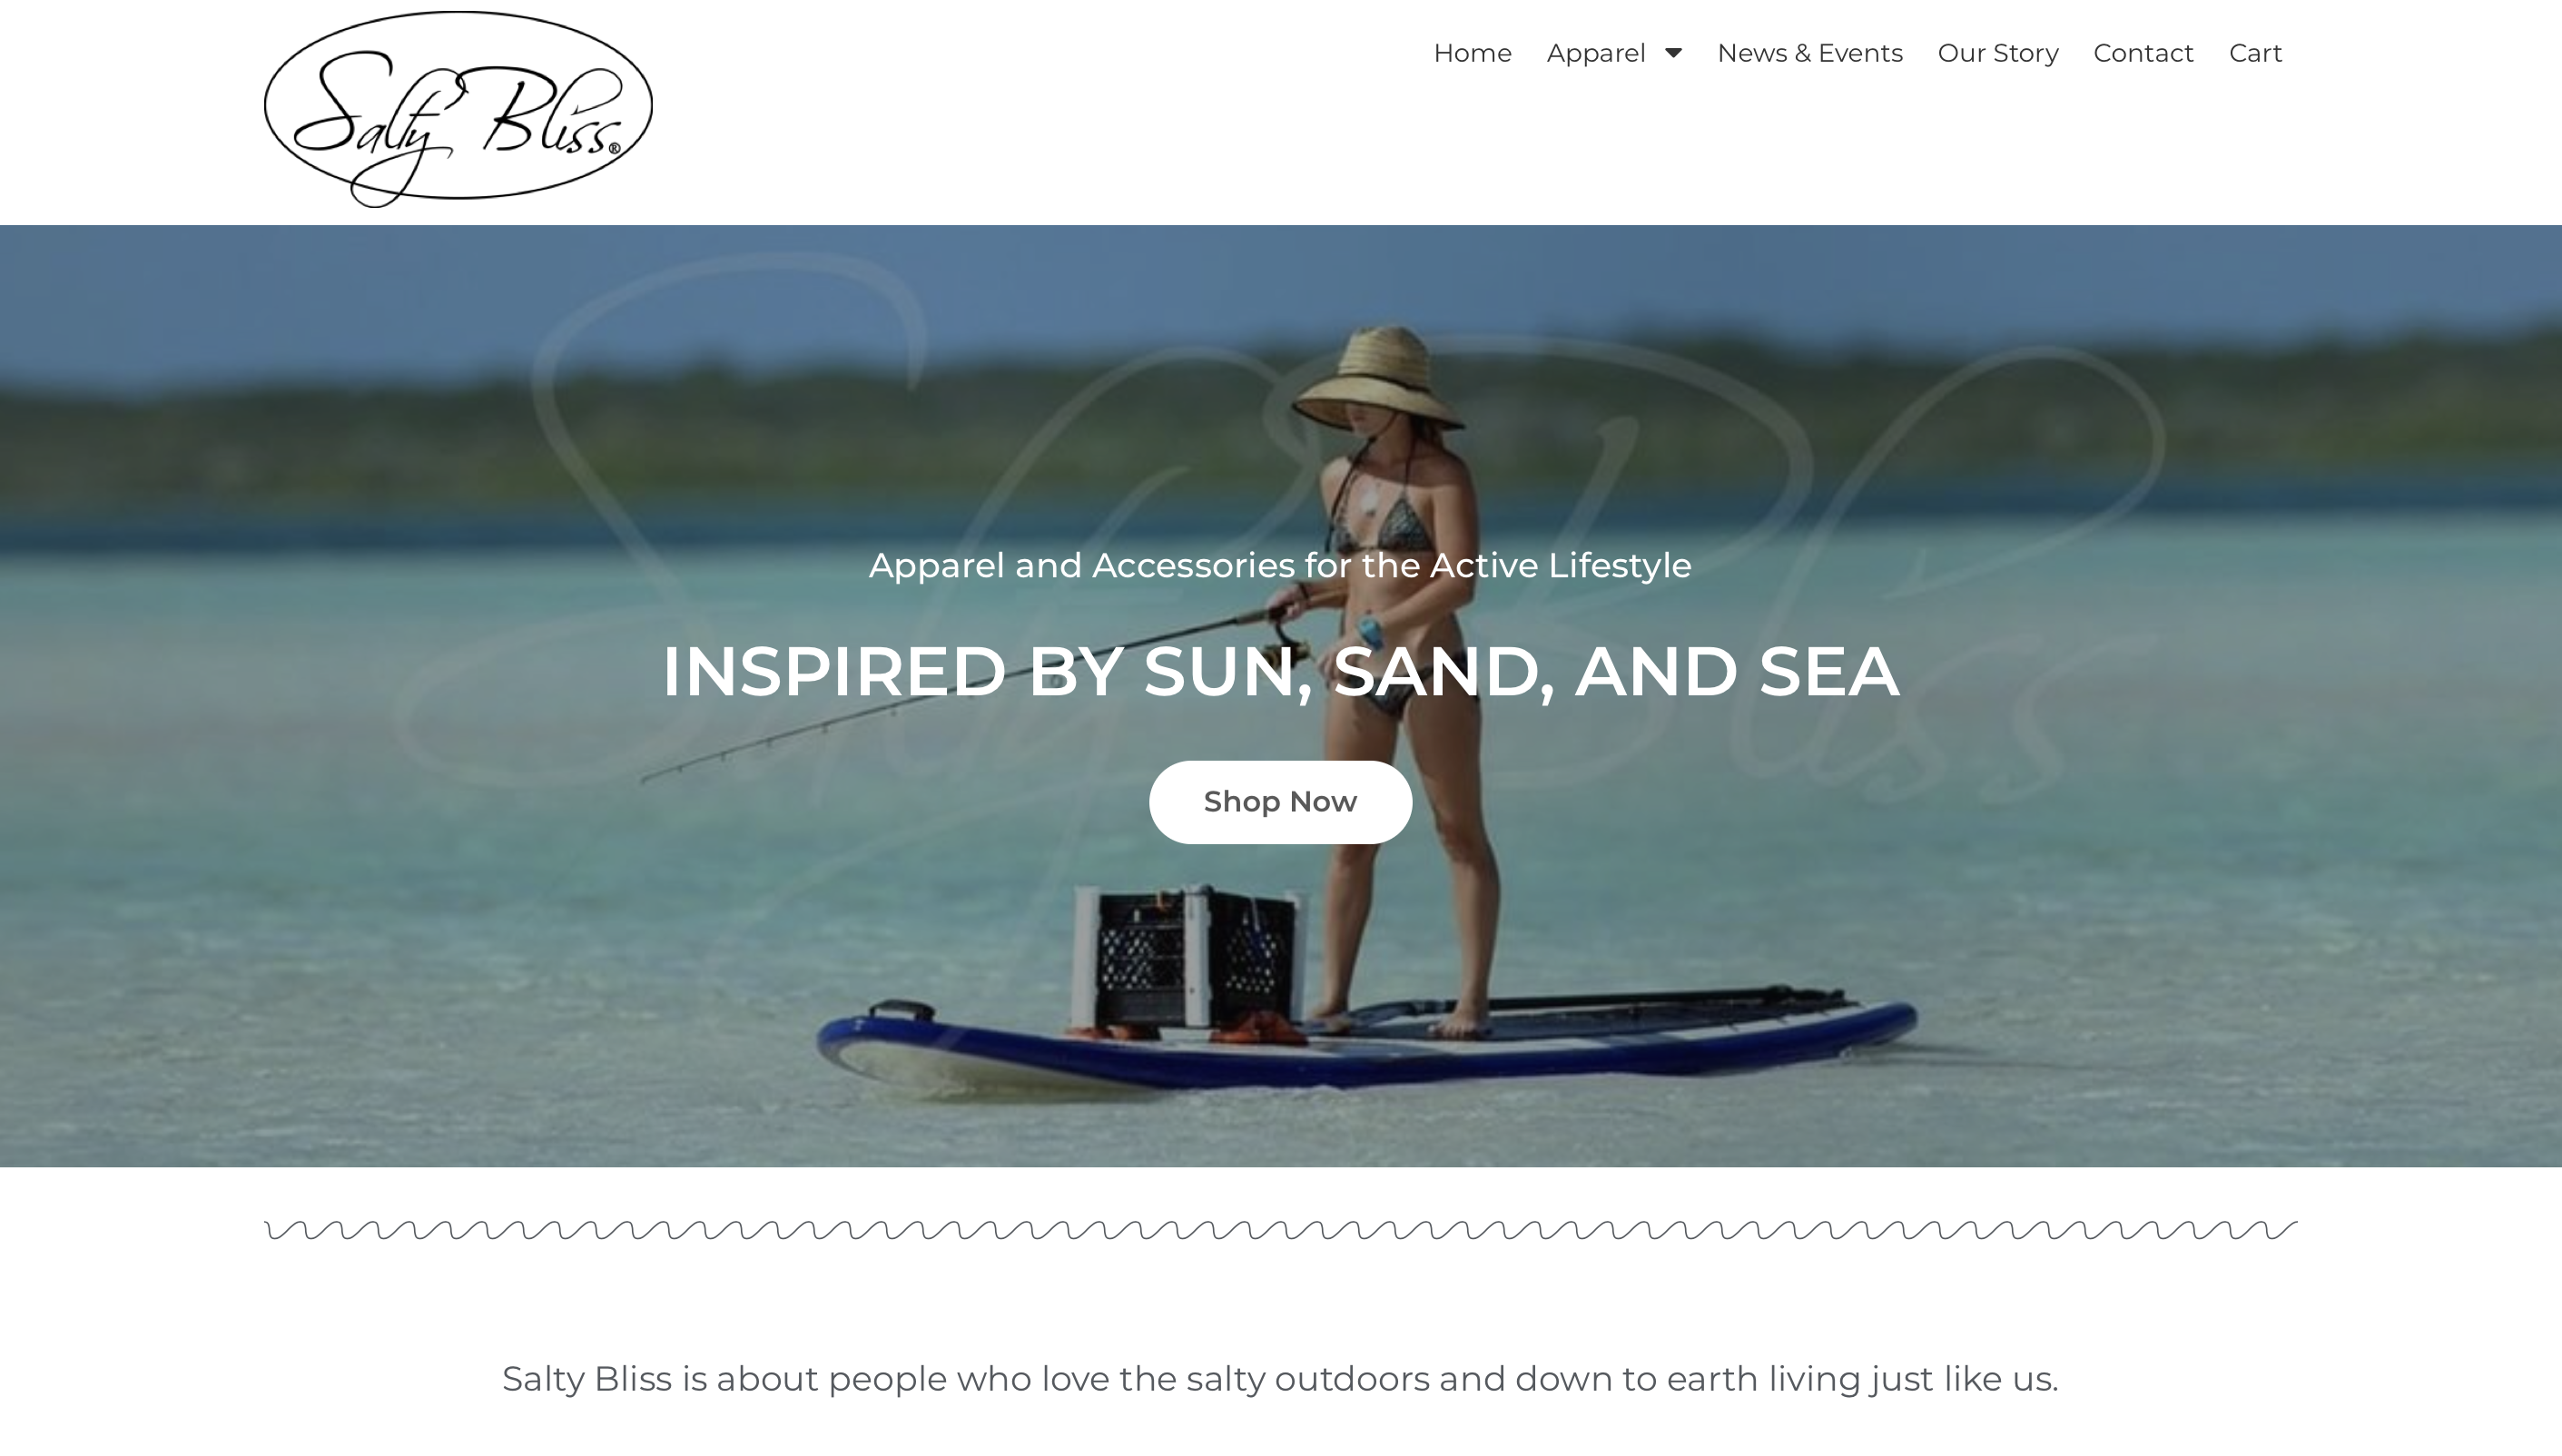 Salty Bliss®
Home Apparel News & Events Our Story Contact Cart
Salty Bliss
Apparel and Accessories for the Active Lifestyle
INSPIRED BY SUN, SAND, AND SEA
Shop Now
Salty Bliss is about people who love the salty outdoors and down to earth living just like us.